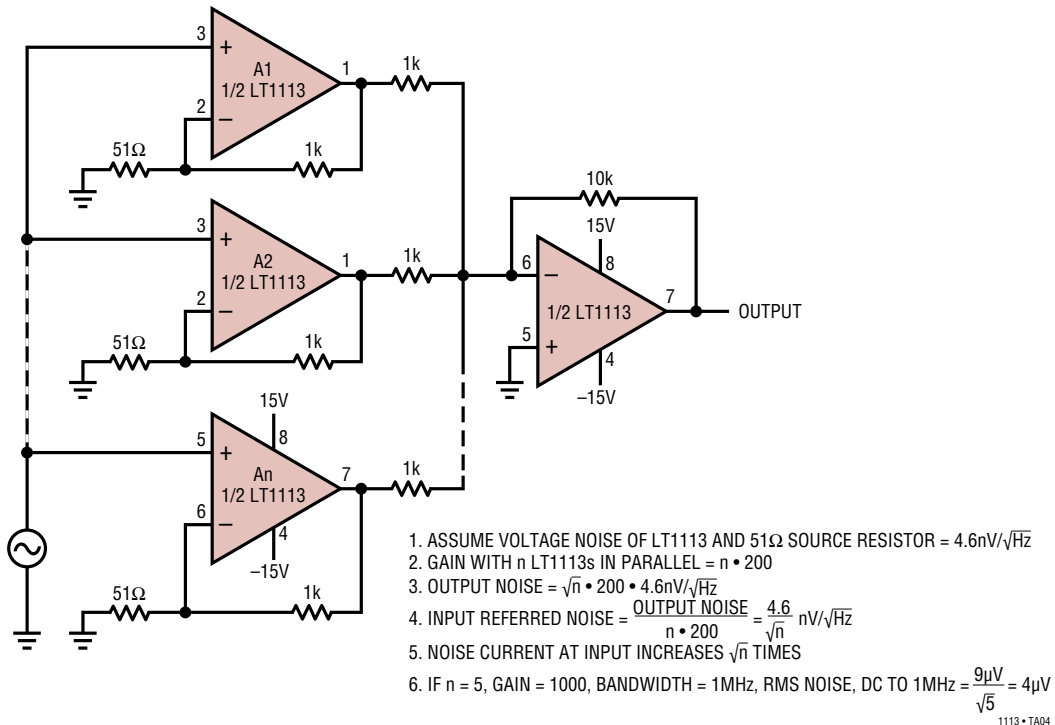 3
+
A1
1/2 LT1113
1
1k
2
–
51Ω
1k
3
+
A2
1/2 LT1113
1
1k
2
–
51Ω
1k
10k
15V
8
6
–
1/2 LT1113
7
OUTPUT
5
+
4
–15V
15V
8
5
+
An
1/2 LT1113
7
1k
6
–
4
–15V
51Ω
1k
1. ASSUME VOLTAGE NOISE OF LT1113 AND 51Ω SOURCE RESISTOR = 4.6nV/√Hz
2. GAIN WITH n LT1113s IN PARALLEL = n • 200
3. OUTPUT NOISE = √n • 200 • 4.6nV/√Hz
4. INPUT REFERRED NOISE = OUTPUT NOISE / n • 200 = 4.6 / √n nV/√Hz
5. NOISE CURRENT AT INPUT INCREASES √n TIMES
6. IF n = 5, GAIN = 1000, BANDWIDTH = 1MHz, RMS NOISE, DC TO 1MHz = 9µV / √5 = 4µV
1113 • TA04